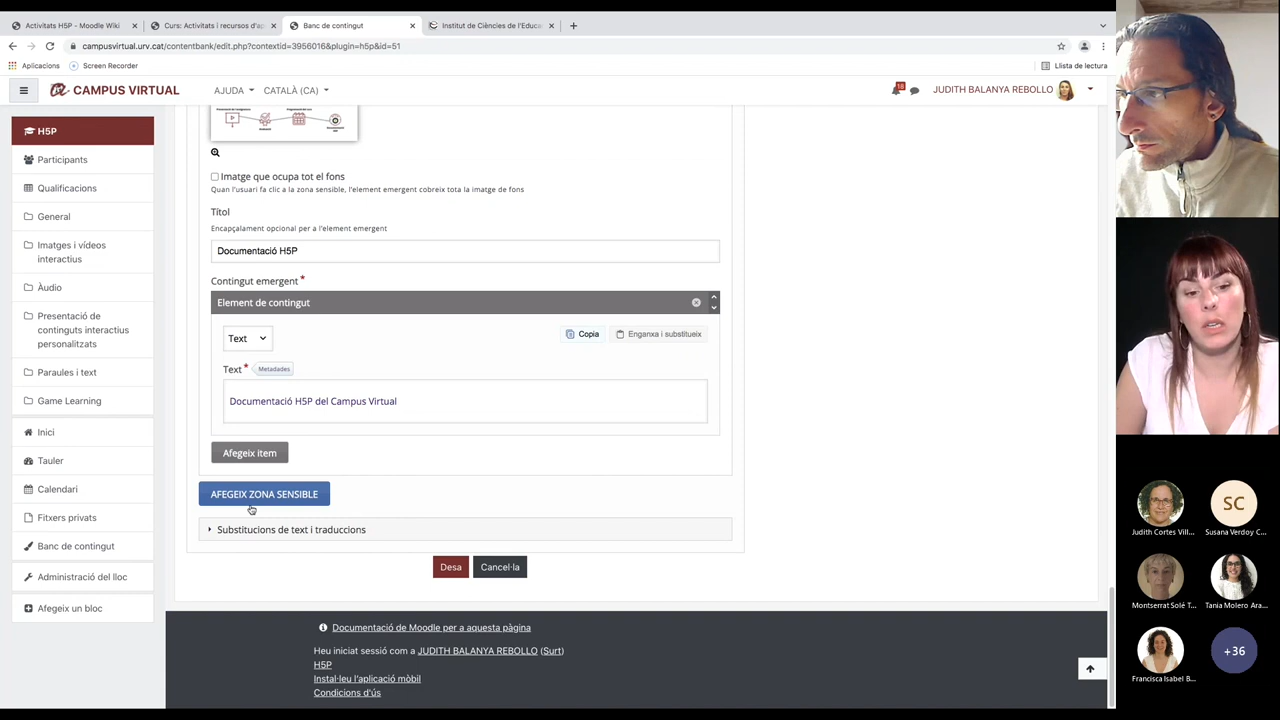 Activitats H5P - Moodle Wiki
Curs: Activitats i recursos d'ap
Banc de contingut
Institut de Ciències de l'Educa
campusvirtual.urv.cat/contentbank/edit.php?contextid=3956016&plugin=h5p&id=51
Aplicacions
Screen Recorder
Llista de lectura
CAMPUS VIRTUAL
AJUDA
CATALÀ (CA)
JUDITH BALANYA REBOLLO
H5P
Participants
Qualificacions
General
Imatges i vídeos
interactius
Àudio
Presentació de
continguts interactius
personalitzats
Paraules i text
Game Learning
Inici
Tauler
Calendari
Fitxers privats
Banc de contingut
Administració del lloc
Afegeix un bloc
Imatge que ocupa tot el fons
Quan l'usuari fa clic a la zona sensible, l'element emergent cobreix tota la imatge de fons
Títol
Encapçalament opcional per a l'element emergent
Documentació H5P
Contingut emergent *
Element de contingut
Text
Copia
Enganxa i substitueix
Text *
Metadades
Documentació H5P del Campus Virtual
Afegeix item
AFEGEIX ZONA SENSIBLE
Substitucions de text i traduccions
Desa
Cancel·la
Documentació de Moodle per a aquesta pàgina
Heu iniciat sessió com a JUDITH BALANYA REBOLLO (Surt)
H5P
Instal·leu l'aplicació mòbil
Condicions d'ús
SC
Judith Cortes Vill...
Susana Verdoy C...
Montserrat Solé T...
Tania Molero Ara...
Francisca Isabel B...
+36